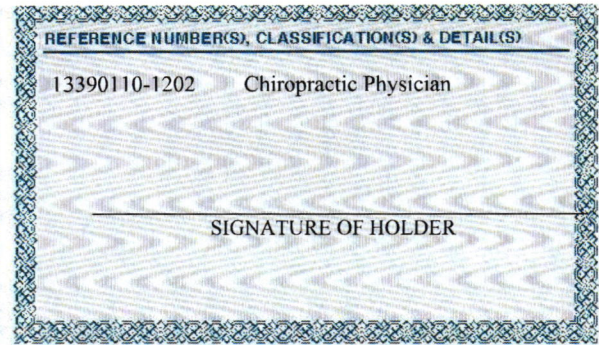 REFERENCE NUMBER(S), CLASSIFICATION(S) & DETAIL(S)
13390110-1202 Chiropractic Physician
SIGNATURE OF HOLDER